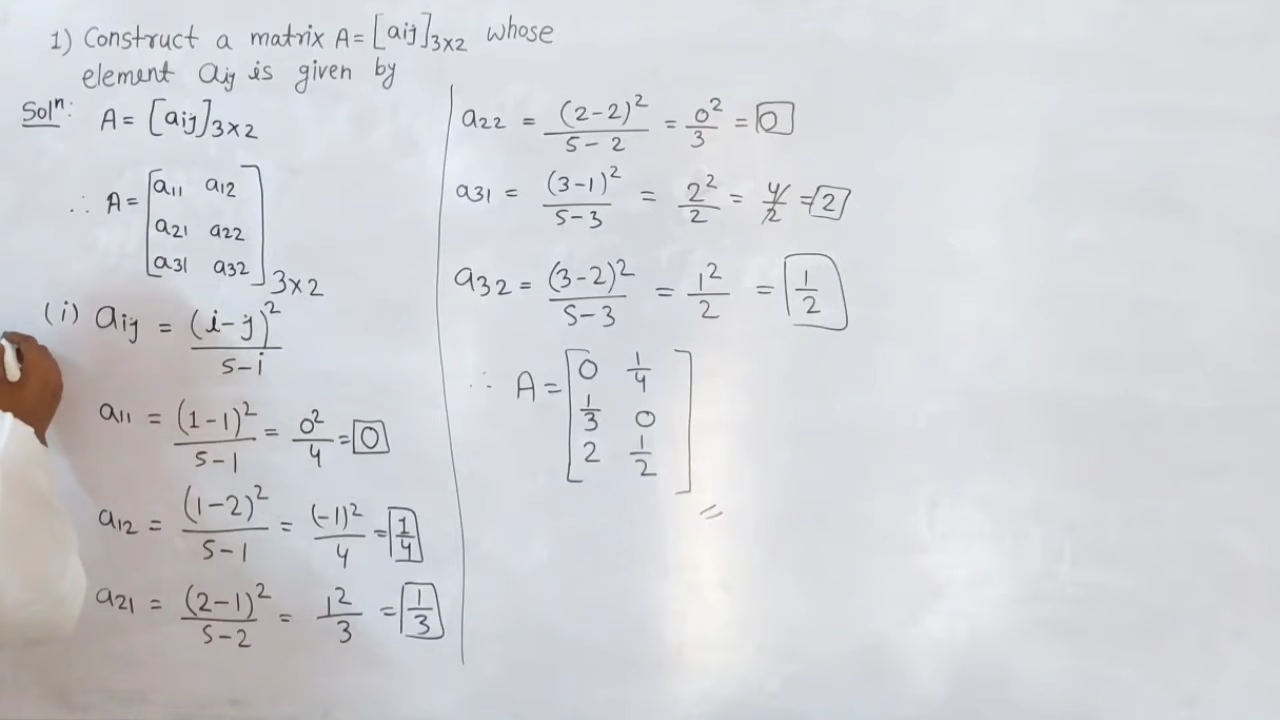 1) Construct a matrix A = [aij]3×2 whose
element aij is given by
Solⁿ: A = [aij]3×2
∴ A = [a11 a12
a21 a22
a31 a32]3×2
(i) aij = (i-j)²/5-i
a11 = (1-1)²/5-1 = 0²/4 = 0
a12 = (1-2)²/5-1 = (-1)²/4 = 1/4
a21 = (2-1)²/5-2 = 1²/3 = 1/3
a22 = (2-2)²/5-2 = 0²/3 = 0
a31 = (3-1)²/5-3 = 2²/2 = 4/2 = 2
a32 = (3-2)²/5-3 = 1²/2 = 1/2
∴ A = [0 1/4
1/3 0
2 1/2]